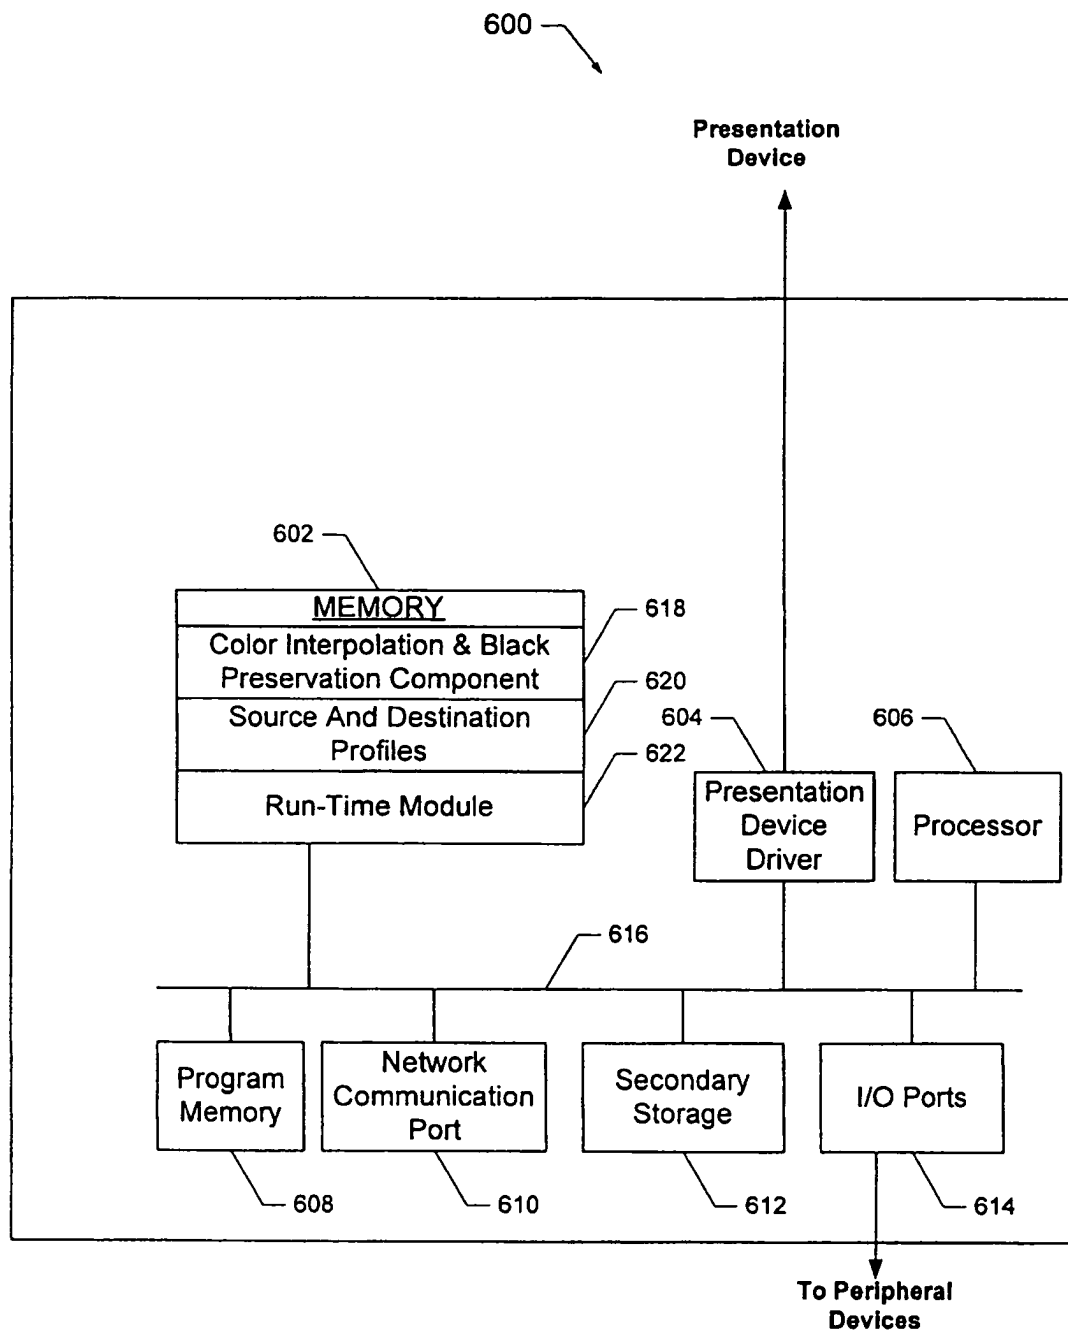 600
Presentation
Device
602
MEMORY
618
Color Interpolation & Black
Preservation Component
620
Source And Destination
Profiles
622
Run-Time Module
604
Presentation
Device
Driver
606
Processor
616
Program
Memory
Network
Communication
Port
Secondary
Storage
I/O Ports
608
610
612
614
To Peripheral
Devices